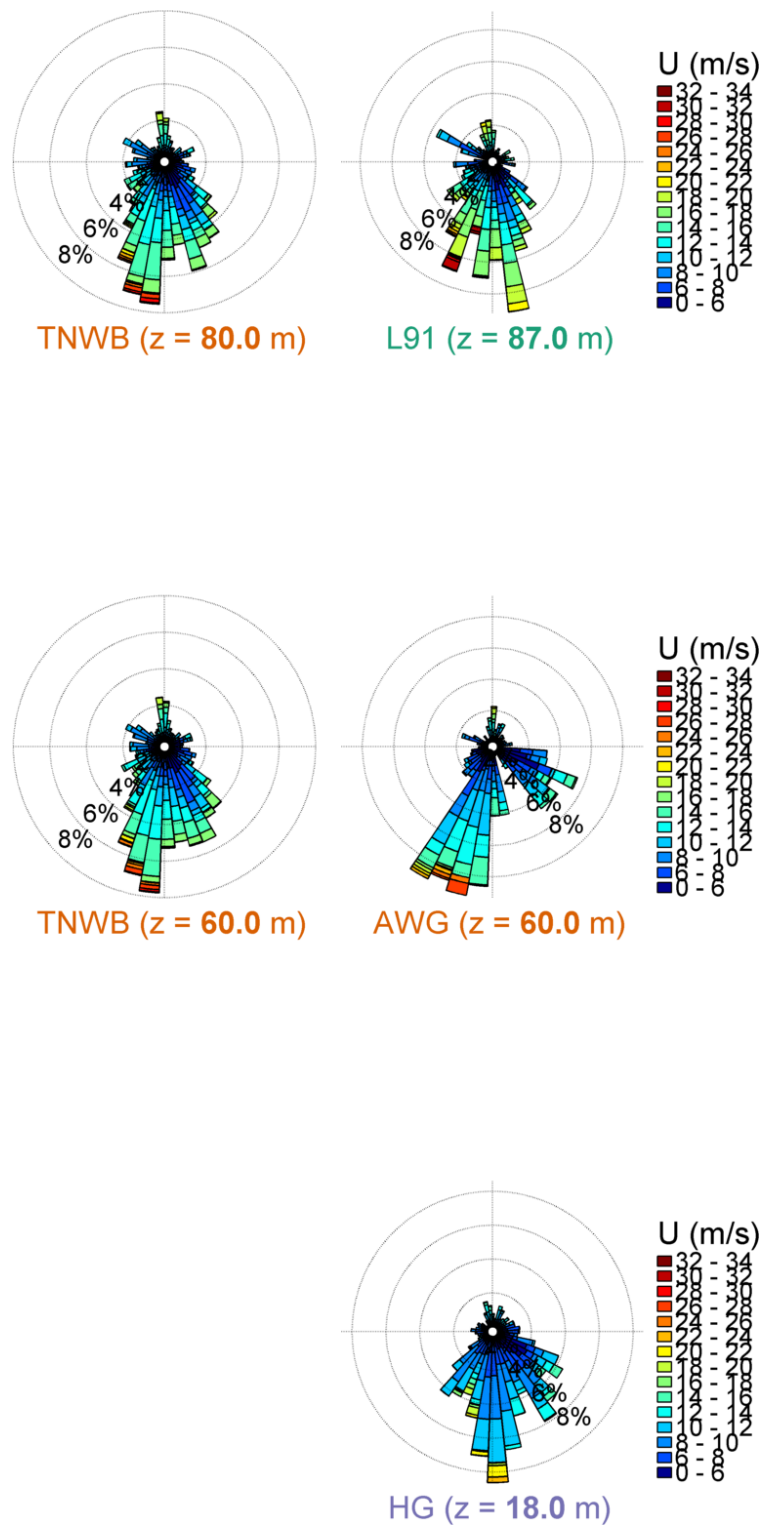 U (m/s)
32 - 34
30 - 32
28 - 30
26 - 28
24 - 26
22 - 24
20 - 22
18 - 20
16 - 18
14 - 16
12 - 14
10 - 12
8 - 10
6 - 8
0 - 6
4%
6%
8%
4%
6%
8%
TNWB (z = 80.0 m)
L91 (z = 87.0 m)
U (m/s)
32 - 34
30 - 32
28 - 30
26 - 28
24 - 26
22 - 24
20 - 22
18 - 20
16 - 18
14 - 16
12 - 14
10 - 12
8 - 10
6 - 8
0 - 6
4%
6%
8%
4%
6%
8%
TNWB (z = 60.0 m)
AWG (z = 60.0 m)
U (m/s)
32 - 34
30 - 32
28 - 30
26 - 28
24 - 26
22 - 24
20 - 22
18 - 20
16 - 18
14 - 16
12 - 14
10 - 12
8 - 10
6 - 8
0 - 6
4%
6%
8%
HG (z = 18.0 m)